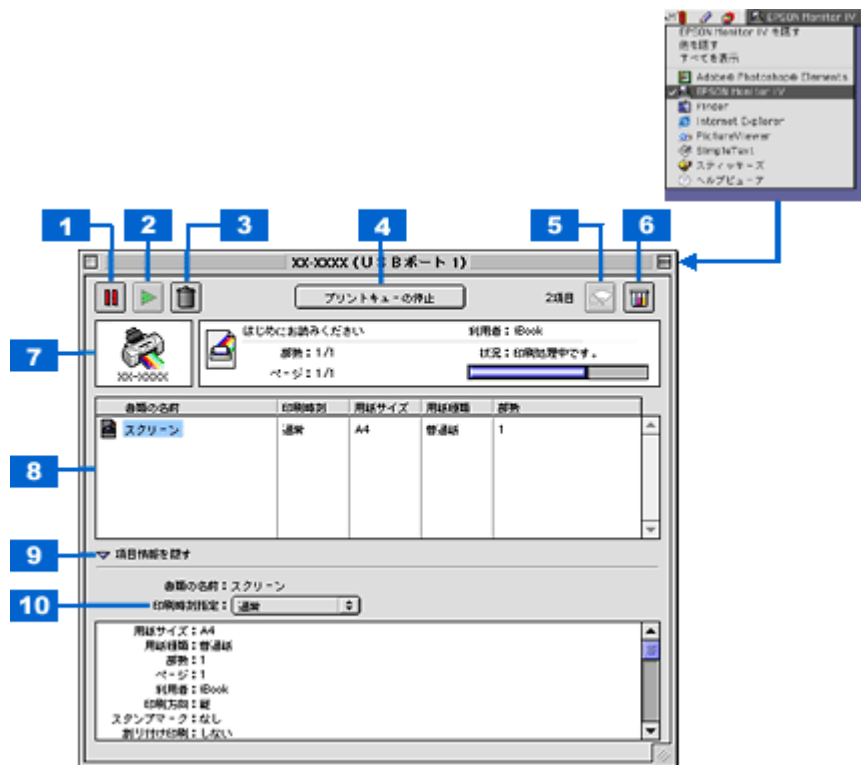 EPSON Monitor IV
EPSON Monitor IV を隠す
他を隠す
すべてを表示
Adobe® Photoshop® Elements
EPSON Monitor IV
Finder
Internet Explorer
PictureViewer
SimpleText
スティッキーズ
ヘルプビューア
1
2
3
4
5
6
XX-XXXX (USBポート 1)
プリントキューの停止
2項目
7
XX-XXXX
はじめにお読みください
利用者：iBook
部数：1/1
状況：印刷処理中です。
ページ：1/1
書類の名前 印刷時刻 用紙サイズ 用紙種類 部数
スクリーン 通常 A4 普通紙 1
8
9
項目情報を隠す
書類の名前：スクリーン
10
印刷時刻指定： 通常
用紙サイズ：A4
用紙種類：普通紙
部数：1
ページ：1
利用者：iBook
印刷方向：縦
スタンプマーク：なし
割り付け印刷：しない